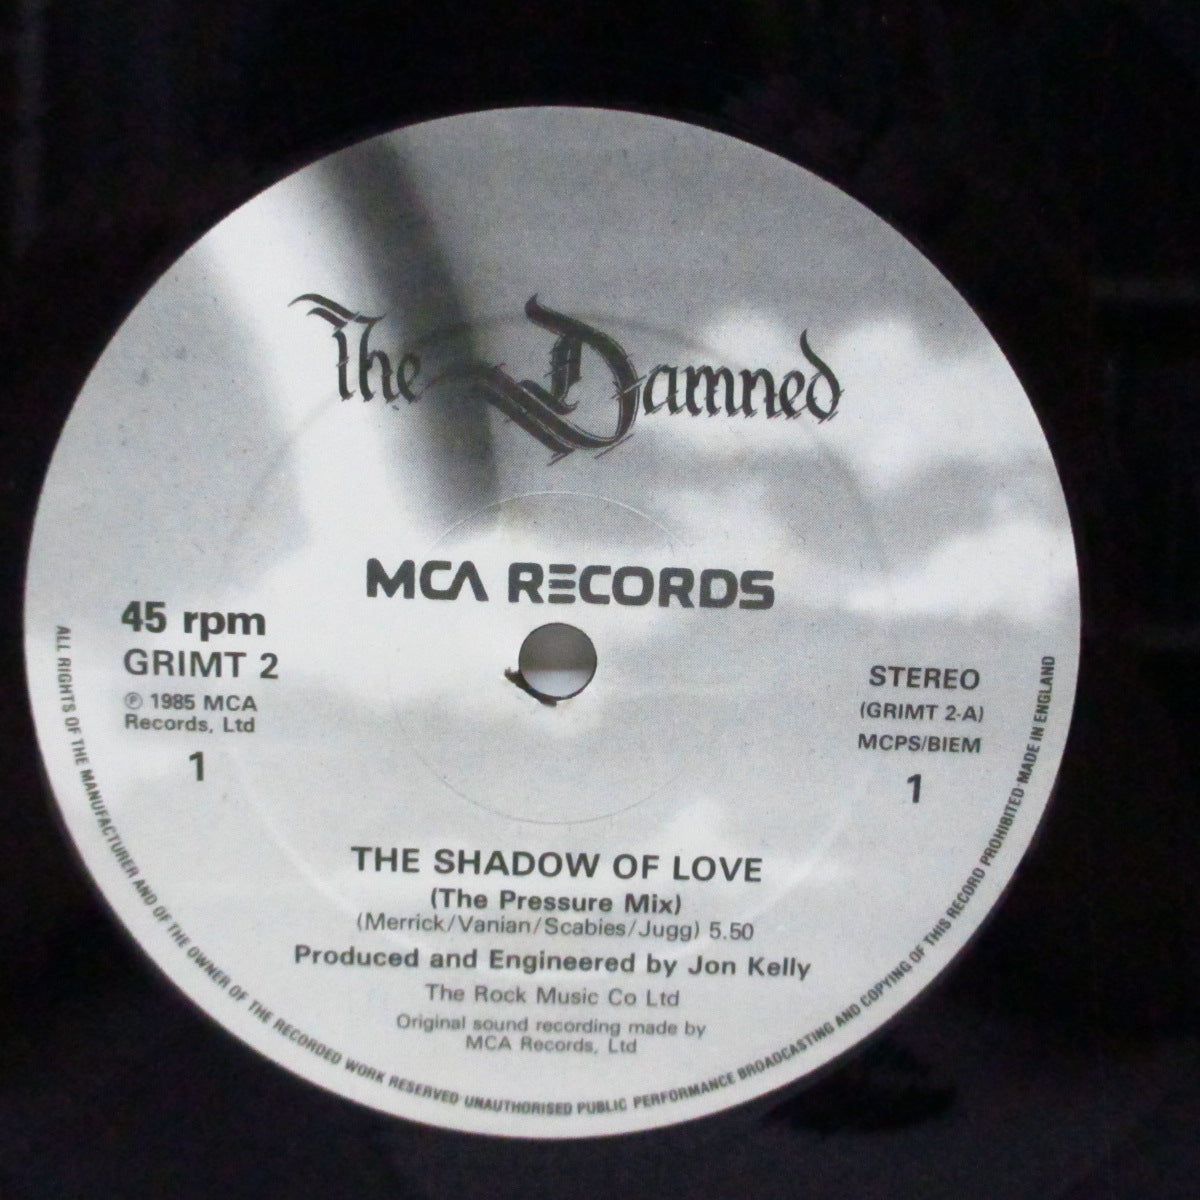 The Damned
MCA RECORDS
45 rpm
GRIMT 2
℗ 1985 MCA
Records, Ltd
1
STEREO
(GRIMT 2-A)
MCPS/BIEM
1
THE SHADOW OF LOVE
(The Pressure Mix)
(Merrick/Vanian/Scabies/Jugg) 5.50
Produced and Engineered by Jon Kelly
The Rock Music Co Ltd
Original sound recording made by
MCA Records, Ltd
ALL RIGHTS OF THE MANUFACTURER AND OF THE OWNER OF THE RECORDED WORK RESERVED UNAUTHORISED PUBLIC PERFORMANCE BROADCASTING AND COPYING OF THIS RECORD PROHIBITED MADE IN ENGLAND